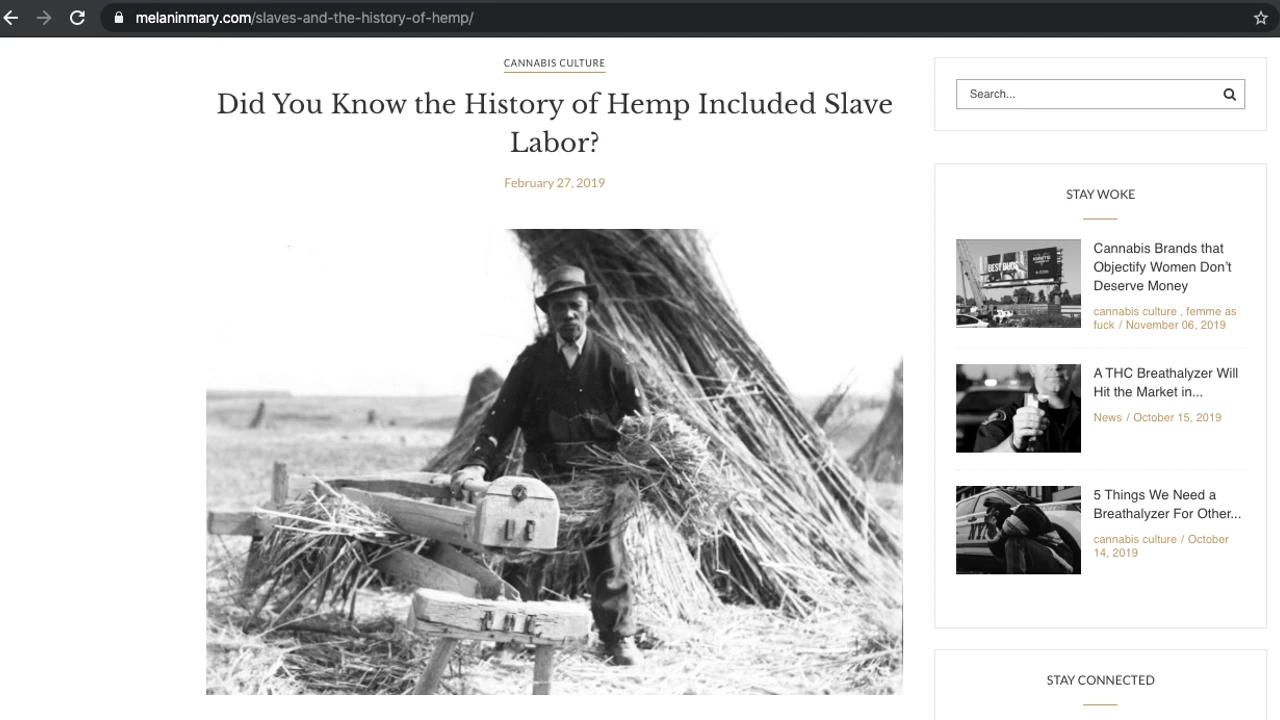 melaninmary.com/slaves-and-the-history-of-hemp/
CANNABIS CULTURE
Did You Know the History of Hemp Included Slave
Labor?
February 27, 2019
Search...
STAY WOKE
BEST BUDS
Cannabis Brands that
Objectify Women Don't
Deserve Money
cannabis culture , femme as
fuck / November 06, 2019
A THC Breathalyzer Will
Hit the Market in...
News / October 15, 2019
NYC
5 Things We Need a
Breathalyzer For Other...
cannabis culture / October
14, 2019
STAY CONNECTED